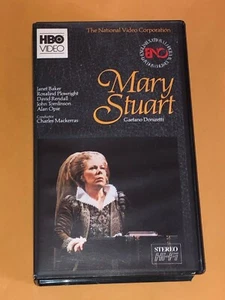 The National Video Corporation
HBO
VIDEO
ENO
Mary
Stuart
Gaetano Donizetti
Janet Baker
Rosalind Plowright
David Rendall
John Tomlinson
Alan Opie
Conductor
Charles Mackerras
STEREO
HI-FI